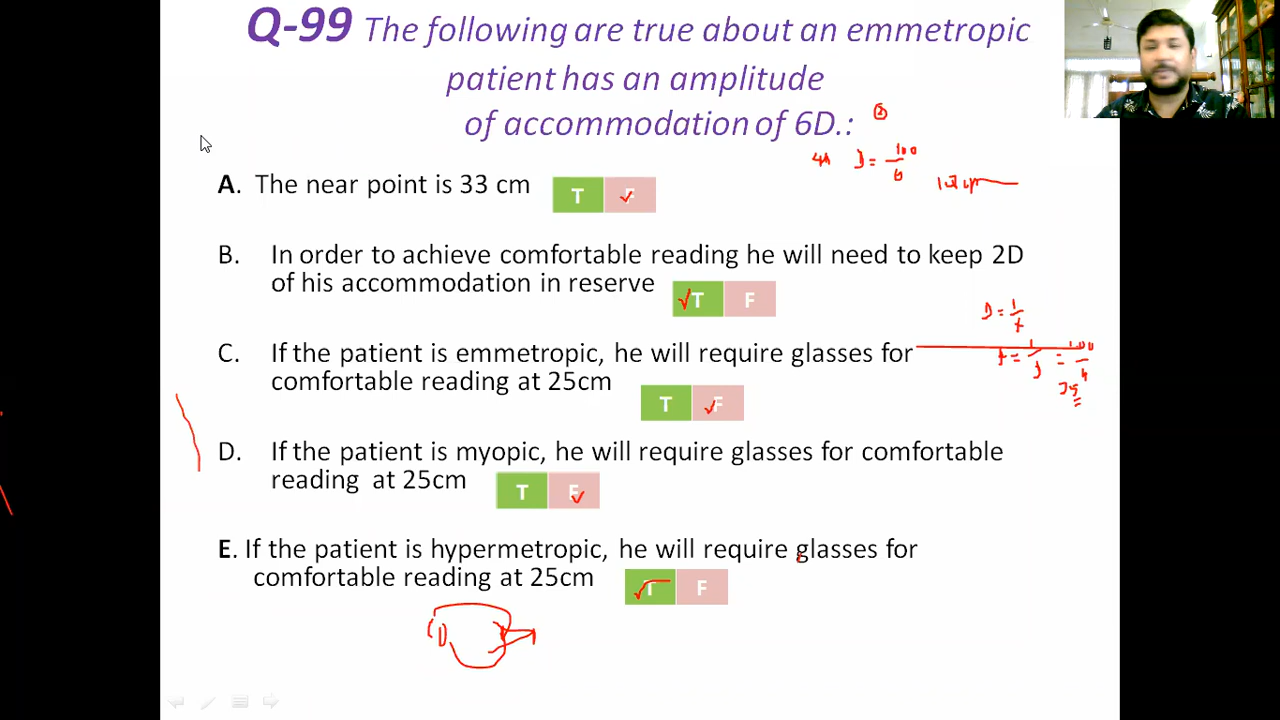 Q-99 The following are true about an emmetropic
patient has an amplitude
of accommodation of 6D.: 2
D = 100/6
A. The near point is 33 cm T F
B. In order to achieve comfortable reading he will need to keep 2D
of his accommodation in reserve T F
D = 1/f
C. If the patient is emmetropic, he will require glasses for
comfortable reading at 25cm T F
D. If the patient is myopic, he will require glasses for comfortable
reading at 25cm T F
E. If the patient is hypermetropic, he will require glasses for
comfortable reading at 25cm T F